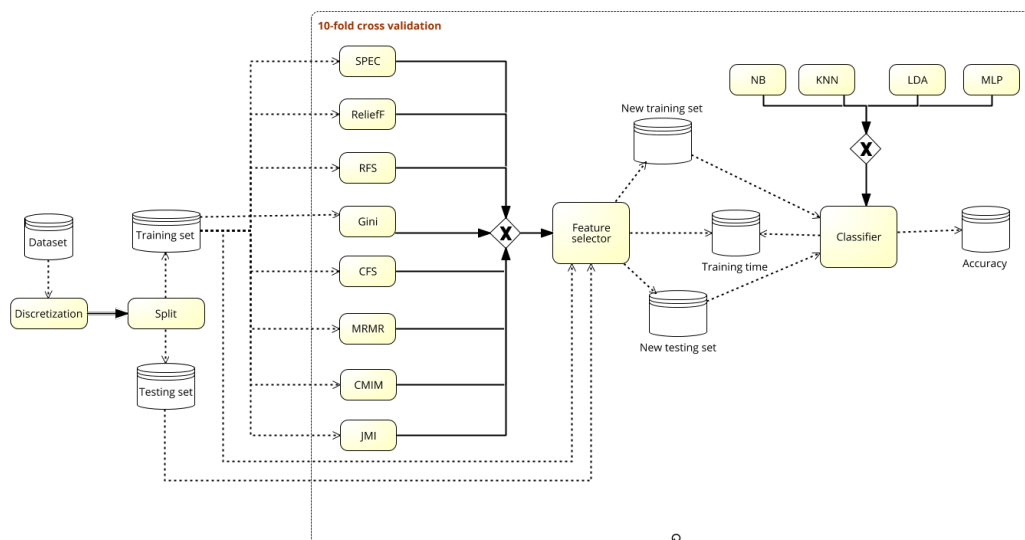 10-fold cross validation
SPEC
ReliefF
RFS
Gini
CFS
MRMR
CMIM
JMI
Dataset
Training set
Discretization
Split
Testing set
X
Feature
selector
New training set
Training time
New testing set
NB
KNN
LDA
MLP
X
Classifier
Accuracy